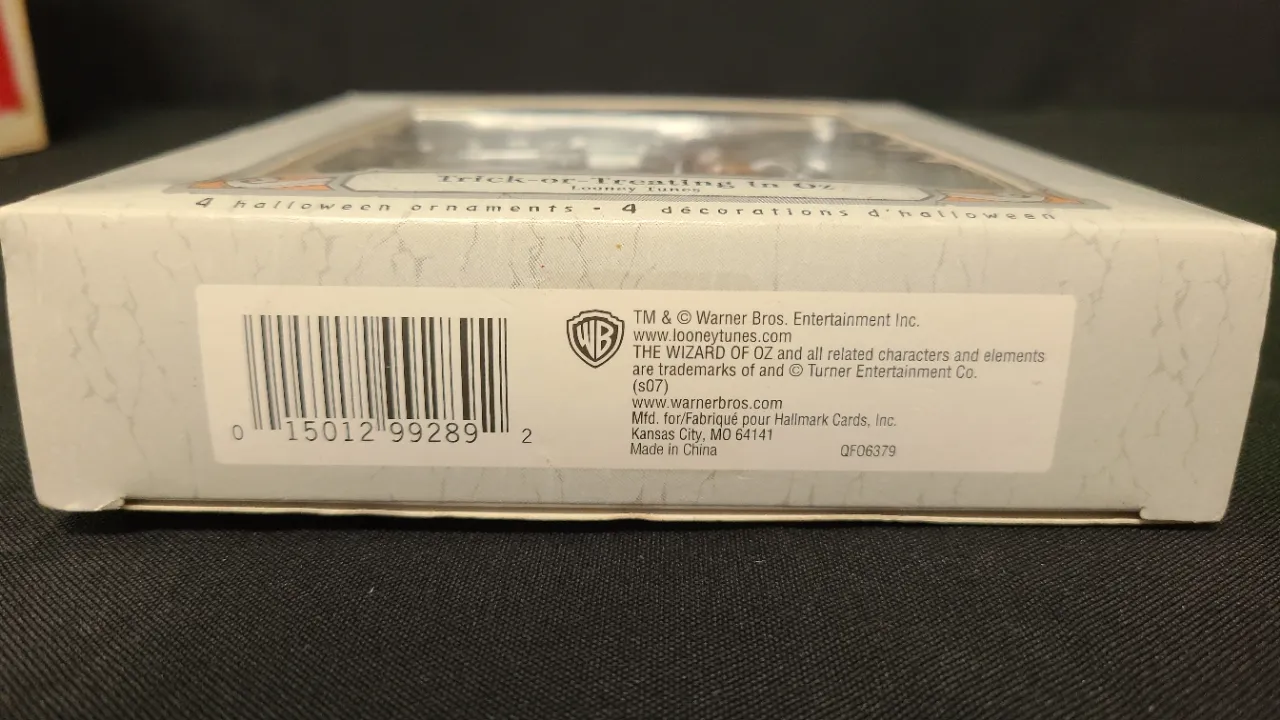 Trick-or-Treating in Oz
Looney Tunes
4 halloween ornaments - 4 décorations d'halloween
WB
TM & © Warner Bros. Entertainment Inc.
www.looneytunes.com
THE WIZARD OF OZ and all related characters and elements
are trademarks of and © Turner Entertainment Co.
(s07)
www.warnerbros.com
Mfd. for/Fabriqué pour Hallmark Cards, Inc.
Kansas City, MO 64141
Made in China QFO6379
0 15012 99289 2